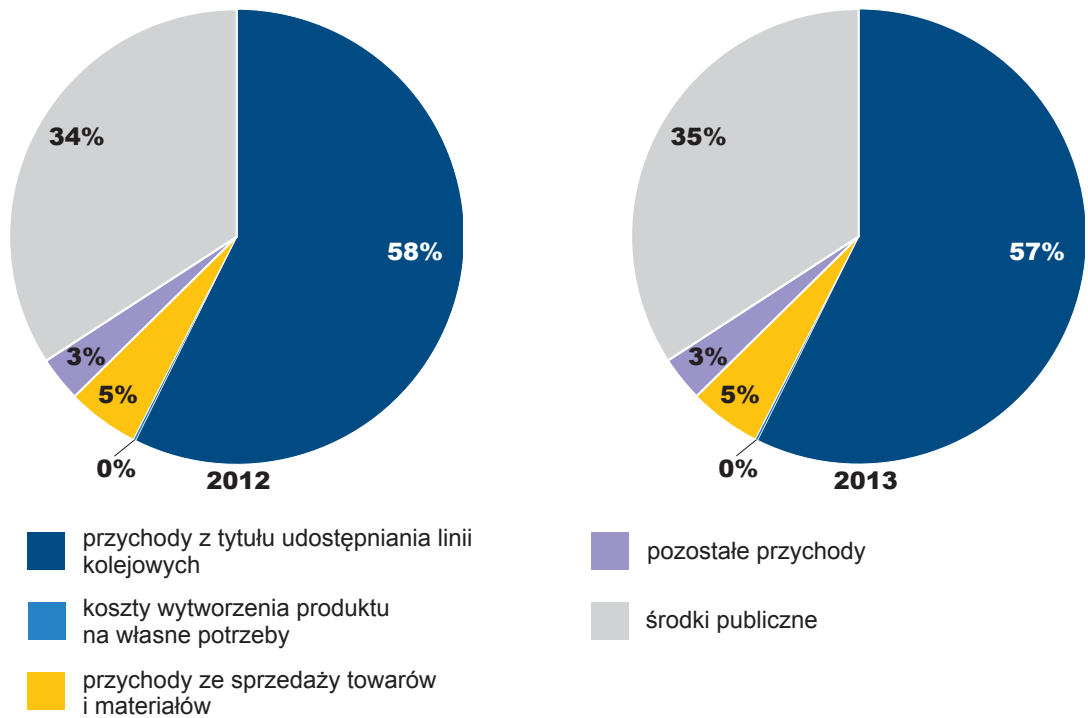 34%
58%
3%
5%
0%
2012
35%
57%
3%
5%
0%
2013
przychody z tytułu udostępniania linii
kolejowych
koszty wytworzenia produktu
na własne potrzeby
przychody ze sprzedaży towarów
i materiałów
pozostałe przychody
środki publiczne